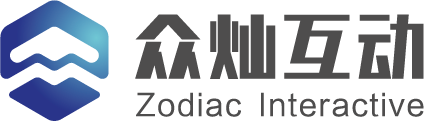 众灿互动
Zodiac Interactive